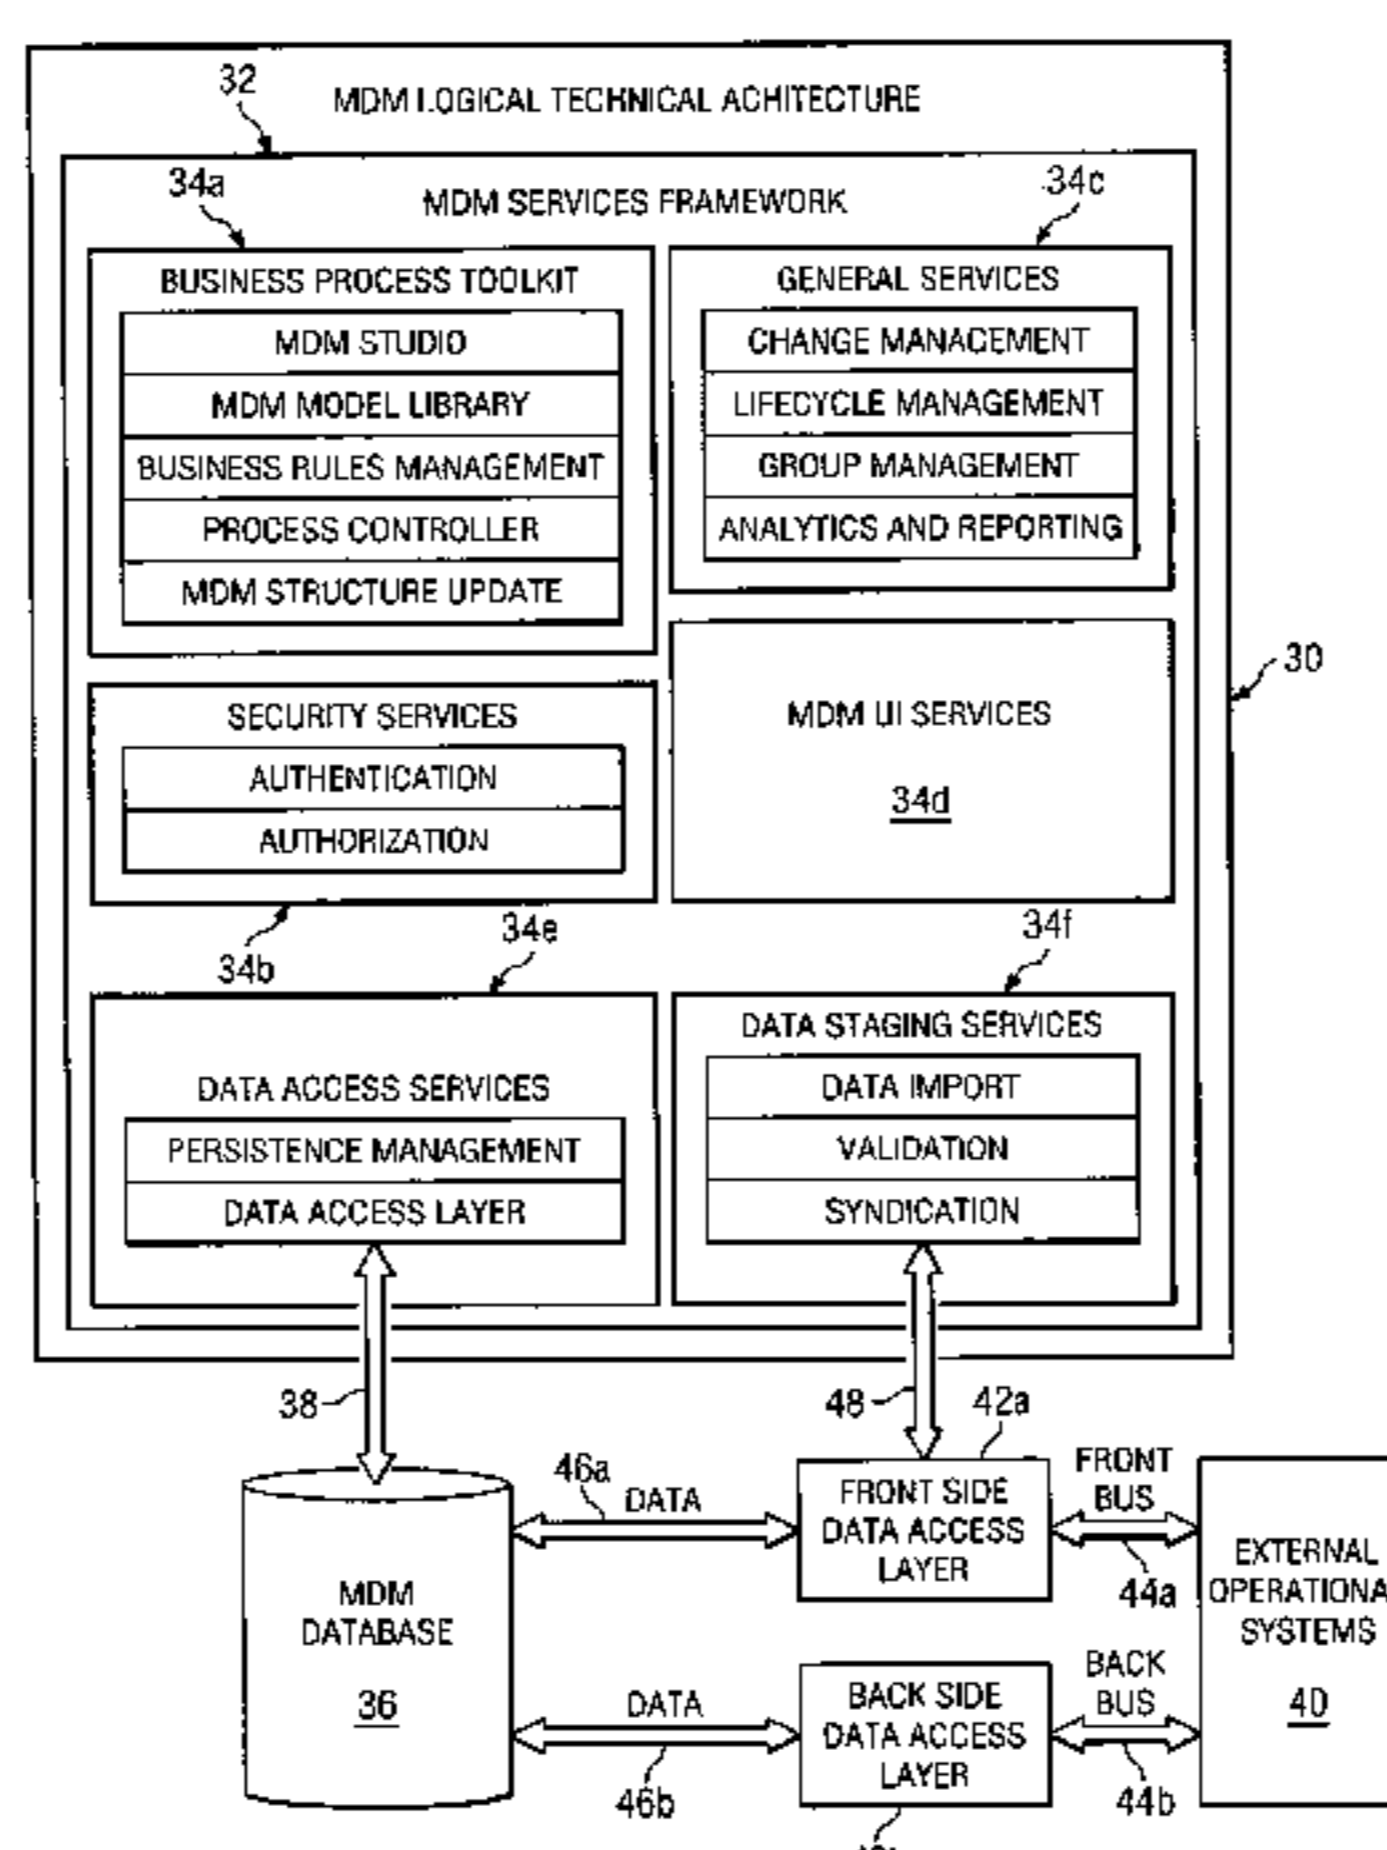 32
MDM LOGICAL TECHNICAL ACHITECTURE
34a
MDM SERVICES FRAMEWORK
34c
BUSINESS PROCESS TOOLKIT
MDM STUDIO
MDM MODEL LIBRARY
BUSINESS RULES MANAGEMENT
PROCESS CONTROLLER
MDM STRUCTURE UPDATE
GENERAL SERVICES
CHANGE MANAGEMENT
LIFECYCLE MANAGEMENT
GROUP MANAGEMENT
ANALYTICS AND REPORTING
30
SECURITY SERVICES
AUTHENTICATION
AUTHORIZATION
34b
MDM UI SERVICES
34d
34e
34f
DATA ACCESS SERVICES
PERSISTENCE MANAGEMENT
DATA ACCESS LAYER
DATA STAGING SERVICES
DATA IMPORT
VALIDATION
SYNDICATION
38
48
42a
46a
DATA
FRONT SIDE
DATA ACCESS
LAYER
FRONT
BUS
44a
MDM
DATABASE
36
EXTERNAL
OPERATIONA
SYSTEMS
40
DATA
46b
BACK SIDE
DATA ACCESS
LAYER
BACK
BUS
44b